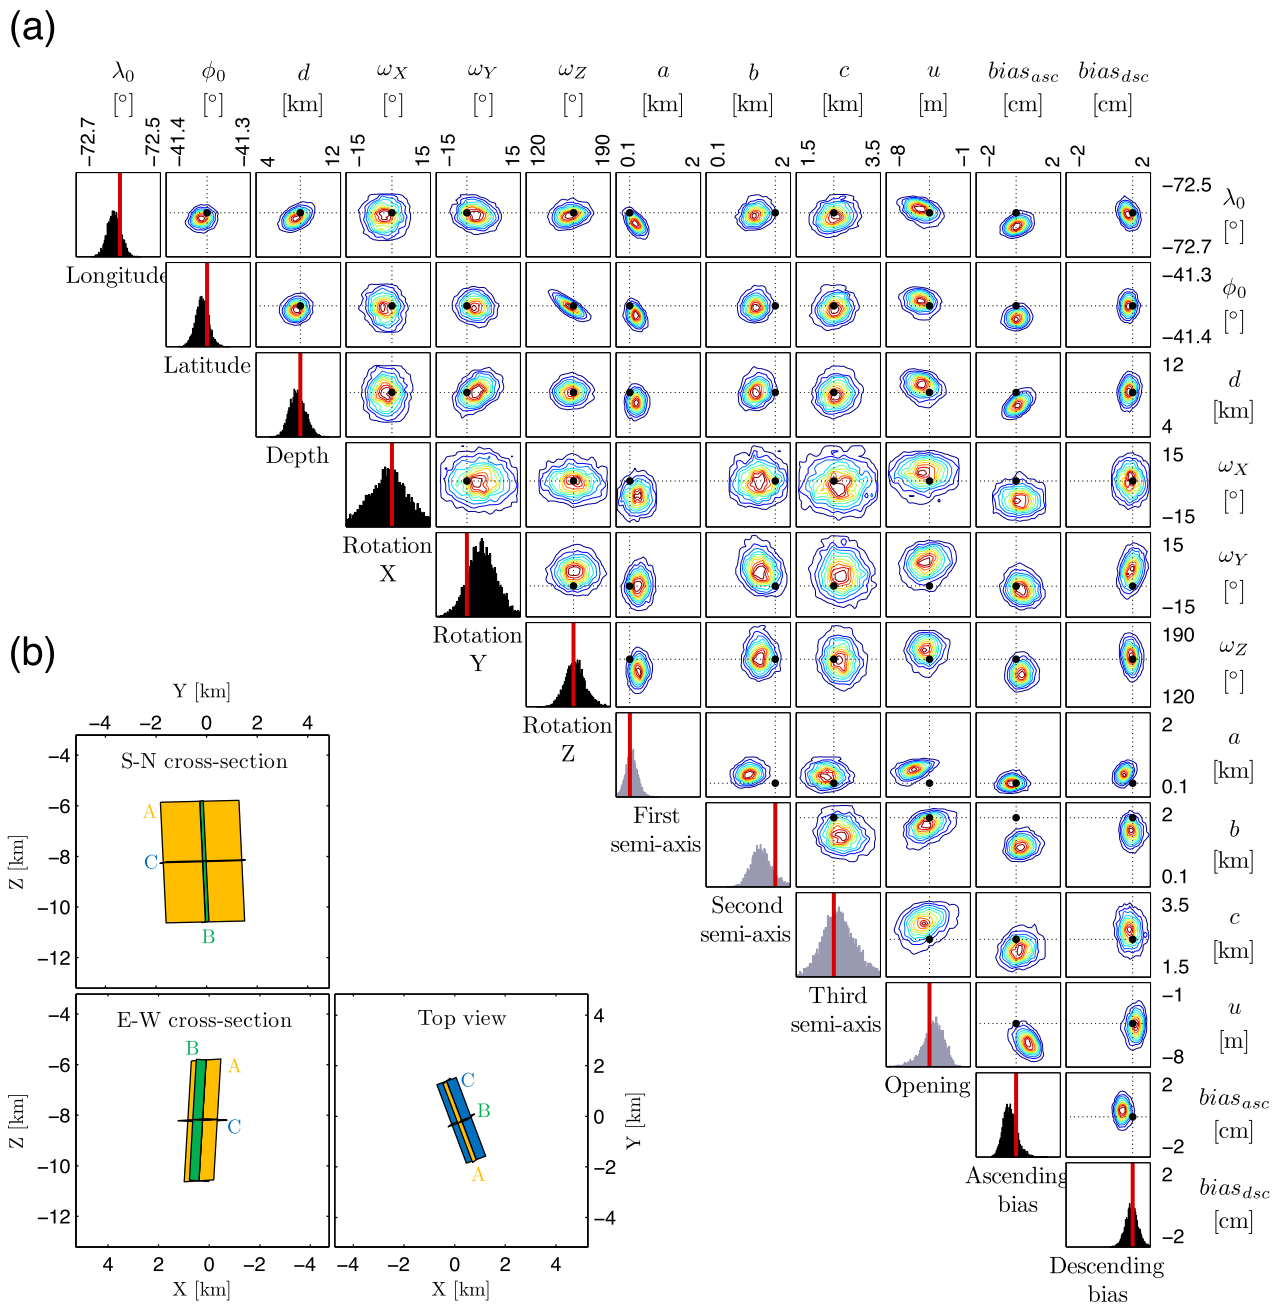 (a)
λ0 ϕ0 d ωX ωY ωZ a b c u biasasc biasdsc
[°] [°] [km] [°] [°] [°] [km] [km] [km] [m] [cm] [cm]
−72.7 −72.5 −41.4 −41.3 4 12 −15 15 −15 15 120 190 0.1 2 0.1 2 1.5 3.5 −8 −1 −2 2 −2 2
−72.5 λ0
[°]
−72.7
Longitude
−41.3 ϕ0
[°]
−41.4
Latitude
12 d
[km]
4
Depth
15 ωX
[°]
−15
Rotation
X
15 ωY
[°]
−15
Rotation
Y
190 ωZ
[°]
120
Rotation
Z
2 a
[km]
0.1
First
semi-axis
2 b
[km]
0.1
Second
semi-axis
3.5 c
[km]
1.5
Third
semi-axis
−1 u
[m]
−8
Opening
2 biasasc
[cm]
−2
Ascending
bias
2 biasdsc
[cm]
−2
Descending
bias
(b)
Y [km]
−4 −2 0 2 4
S-N cross-section
−4
−6
−8
−10
−12
Z [km]
A
C
B
E-W cross-section
−4
−6
−8
−10
−12
Z [km]
B
A
C
4 2 0 −2 −4
X [km]
Top view
C
B
A
4
2
0
−2
−4
Y [km]
−4 −2 0 2 4
X [km]